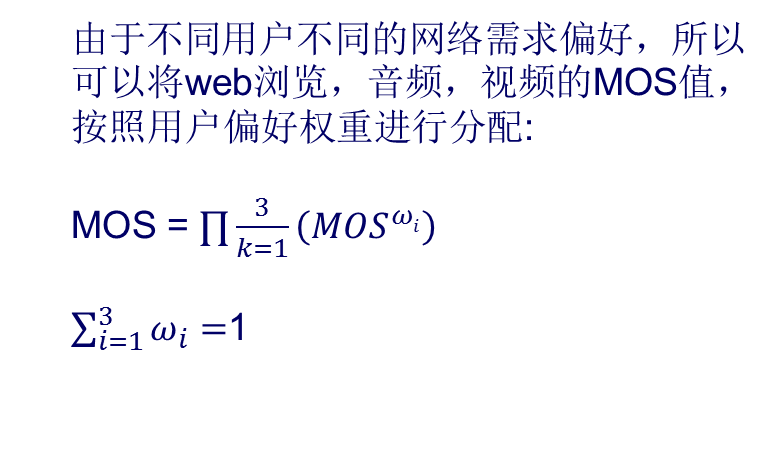 由于不同用户不同的网络需求偏好，所以
可以将web浏览，音频，视频的MOS值，
按照用户偏好权重进行分配:
MOS = ∏ \frac{3}{k=1} (MOS^{ω_i})
∑_{i=1}^{3} ω_i =1